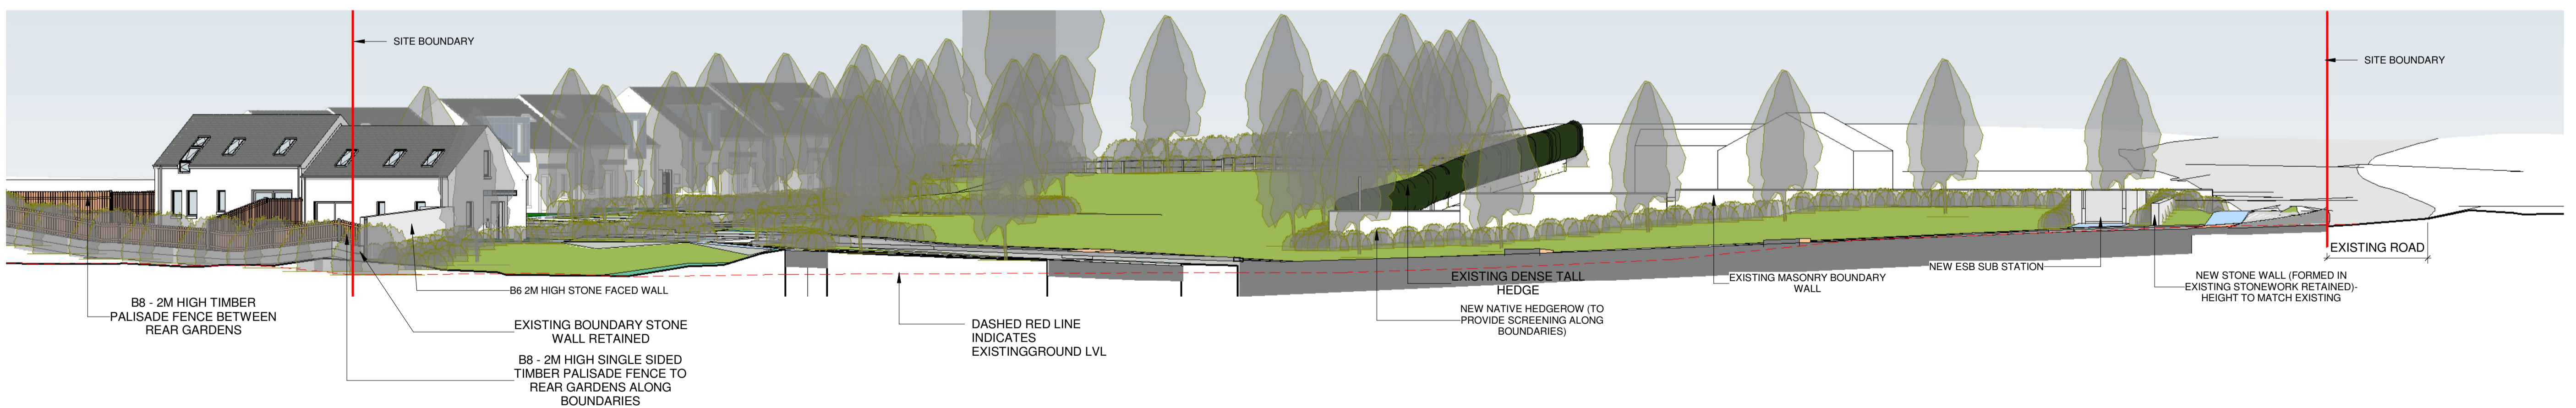 SITE BOUNDARY
SITE BOUNDARY
B8 - 2M HIGH TIMBER
PALISADE FENCE BETWEEN
REAR GARDENS
B6 2M HIGH STONE FACED WALL
EXISTING BOUNDARY STONE
WALL RETAINED
B8 - 2M HIGH SINGLE SIDED
TIMBER PALISADE FENCE TO
REAR GARDENS ALONG
BOUNDARIES
DASHED RED LINE
INDICATES
EXISTINGGROUND LVL
EXISTING DENSE TALL
HEDGE
NEW NATIVE HEDGEROW (TO
PROVIDE SCREENING ALONG
BOUNDARIES)
EXISTING MASONRY BOUNDARY
WALL
NEW ESB SUB STATION
EXISTING ROAD
NEW STONE WALL (FORMED IN
EXISTING STONEWORK RETAINED)-
HEIGHT TO MATCH EXISTING